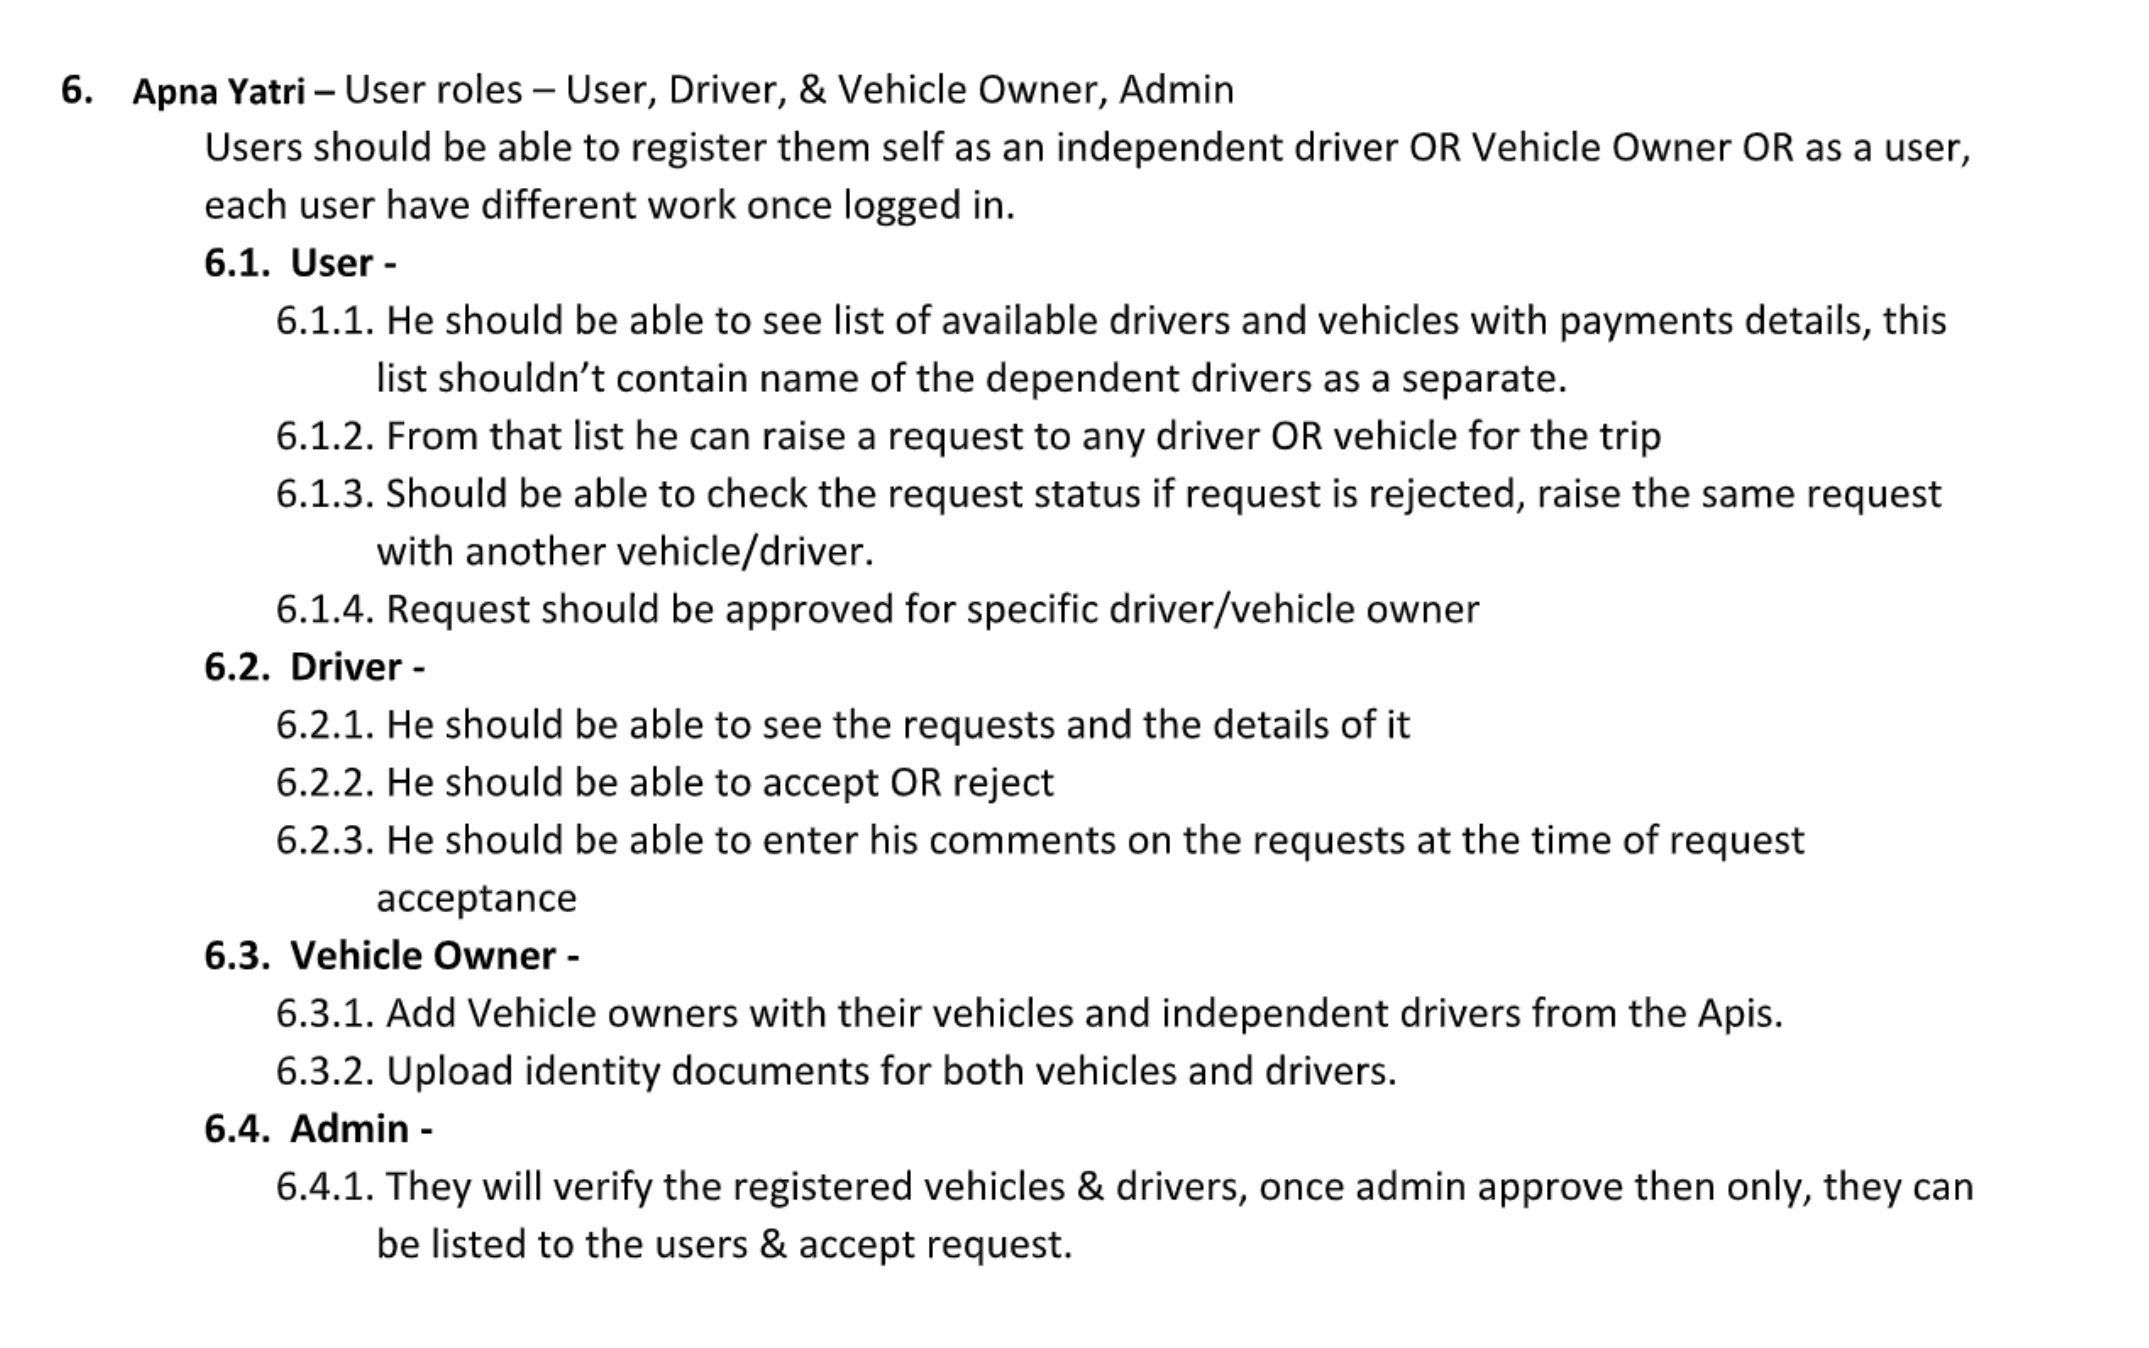 6. Apna Yatri – User roles – User, Driver, & Vehicle Owner, Admin
Users should be able to register them self as an independent driver OR Vehicle Owner OR as a user,
each user have different work once logged in.
6.1. User -
6.1.1. He should be able to see list of available drivers and vehicles with payments details, this
list shouldn’t contain name of the dependent drivers as a separate.
6.1.2. From that list he can raise a request to any driver OR vehicle for the trip
6.1.3. Should be able to check the request status if request is rejected, raise the same request
with another vehicle/driver.
6.1.4. Request should be approved for specific driver/vehicle owner
6.2. Driver -
6.2.1. He should be able to see the requests and the details of it
6.2.2. He should be able to accept OR reject
6.2.3. He should be able to enter his comments on the requests at the time of request
acceptance
6.3. Vehicle Owner -
6.3.1. Add Vehicle owners with their vehicles and independent drivers from the Apis.
6.3.2. Upload identity documents for both vehicles and drivers.
6.4. Admin -
6.4.1. They will verify the registered vehicles & drivers, once admin approve then only, they can
be listed to the users & accept request.